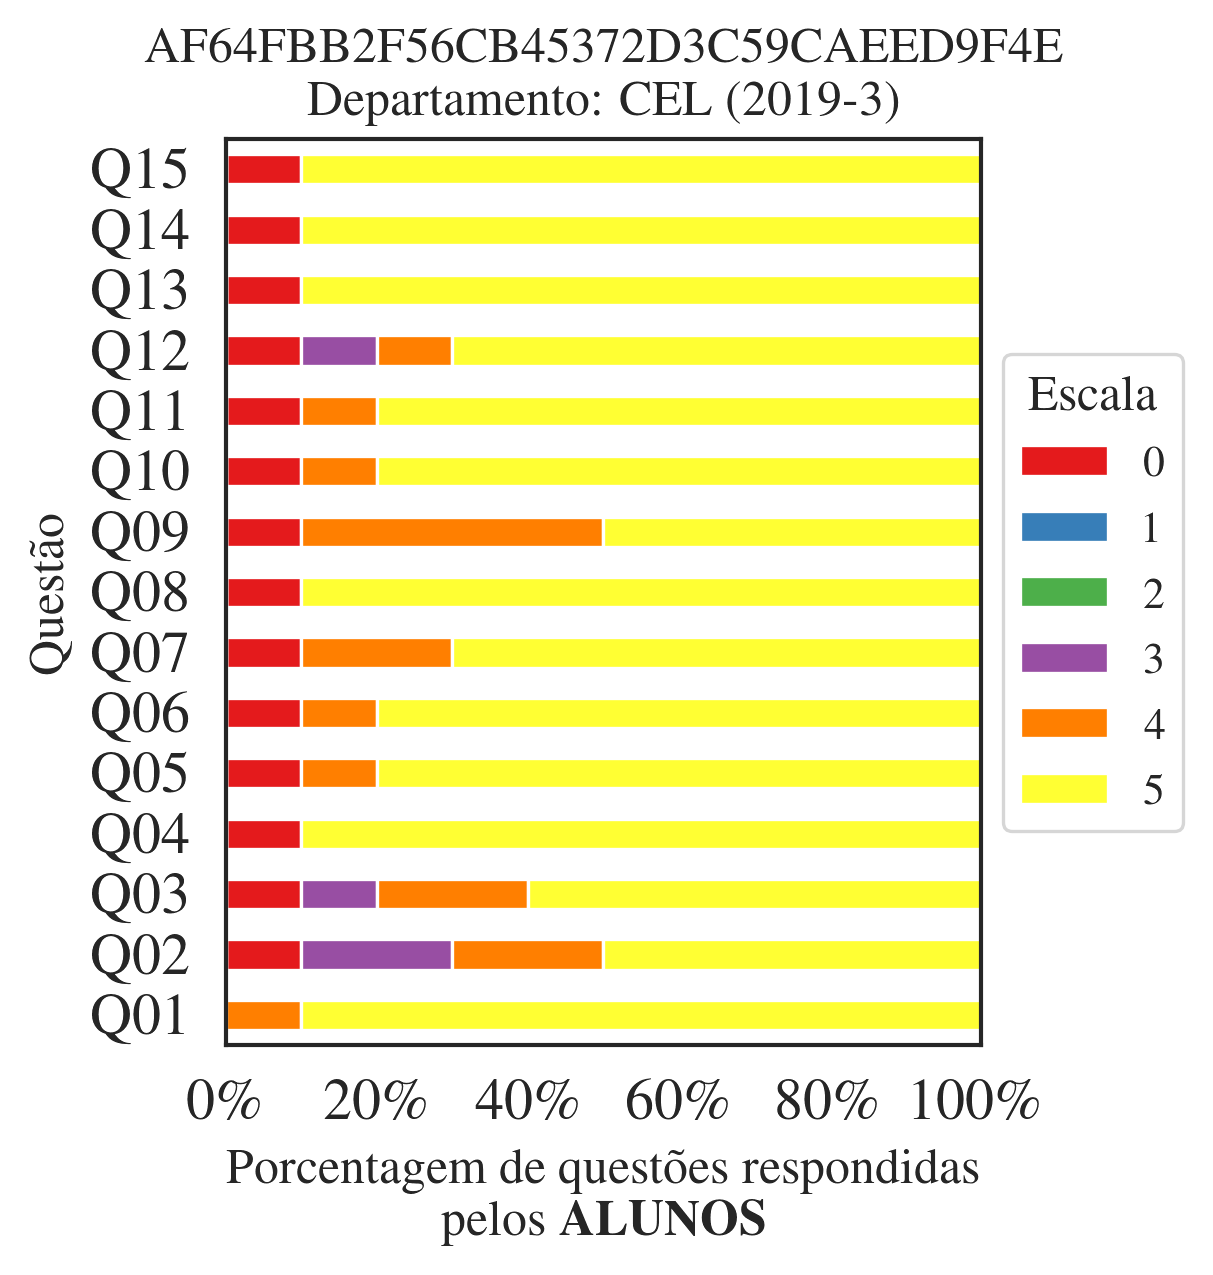 AF64FBB2F56CB45372D3C59CAEED9F4E
Departamento: CEL (2019-3)
Questão
Q15
Q14
Q13
Q12
Q11
Q10
Q09
Q08
Q07
Q06
Q05
Q04
Q03
Q02
Q01
0% 20% 40% 60% 80% 100%
Porcentagem de questões respondidas
pelos ALUNOS
Escala
0
1
2
3
4
5